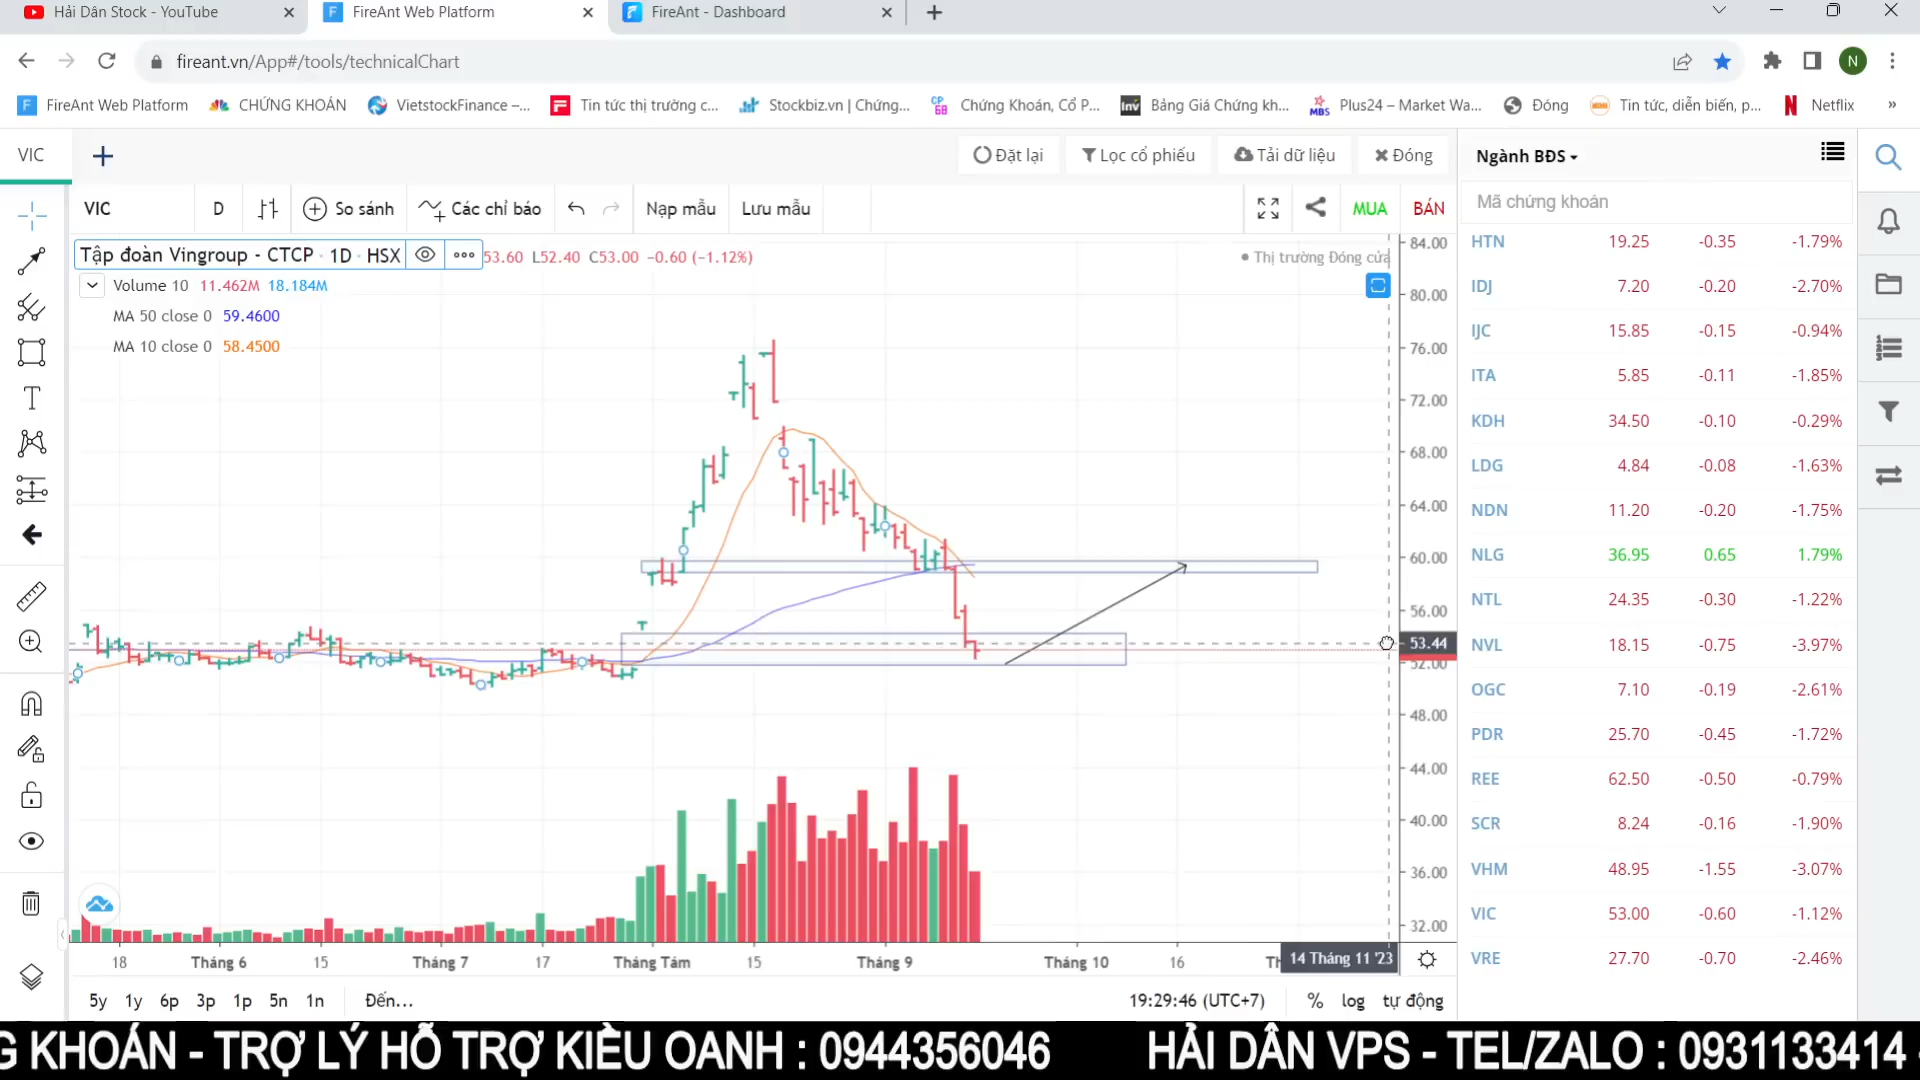 Hải Dân Stock - YouTube
FireAnt Web Platform
FireAnt - Dashboard
fireant.vn/App#/tools/technicalChart
N
FireAnt Web Platform
CHỨNG KHOÁN
VietstockFinance –...
Tin tức thị trường c...
Stockbiz.vn | Chứng...
Chứng Khoán, Cổ P...
Bảng Giá Chứng kh...
Plus24 – Market Wa...
Đóng
Tin tức, diễn biến, p...
Netflix
»
VIC
Đặt lại
Lọc cổ phiếu
Tải dữ liệu
Đóng
Ngành BĐS
VIC
D
So sánh
Các chỉ báo
Nạp mẫu
Lưu mẫu
MUA
BÁN
Mã chứng khoán
Tập đoàn Vingroup - CTCP · 1D · HSX
53.60 L52.40 C53.00 −0.60 (−1.12%)
Thị trường Đóng cửa
Volume 10 11.462M 18.184M
MA 50 close 0 59.4600
MA 10 close 0 58.4500
84.00
80.00
76.00
72.00
68.00
64.00
60.00
56.00
53.44
52.00
48.00
44.00
40.00
36.00
32.00
HTN 19.25 -0.35 -1.79%
IDJ 7.20 -0.20 -2.70%
IJC 15.85 -0.15 -0.94%
ITA 5.85 -0.11 -1.85%
KDH 34.50 -0.10 -0.29%
LDG 4.84 -0.08 -1.63%
NDN 11.20 -0.20 -1.75%
NLG 36.95 0.65 1.79%
NTL 24.35 -0.30 -1.22%
NVL 18.15 -0.75 -3.97%
OGC 7.10 -0.19 -2.61%
PDR 25.70 -0.45 -1.72%
REE 62.50 -0.50 -0.79%
SCR 8.24 -0.16 -1.90%
VHM 48.95 -1.55 -3.07%
VIC 53.00 -0.60 -1.12%
VRE 27.70 -0.70 -2.46%
18 Tháng 6 15 Tháng 7 17 Tháng Tám 15 Tháng 9 Tháng 10 16 14 Tháng 11 '23
5y 1y 6p 3p 1p 5n 1n Đến...
19:29:46 (UTC+7) % log tự động
G KHOÁN - TRỢ LÝ HỖ TRỢ KIỀU OANH : 0944356046 HẢI DÂN VPS - TEL/ZALO : 0931133414 -